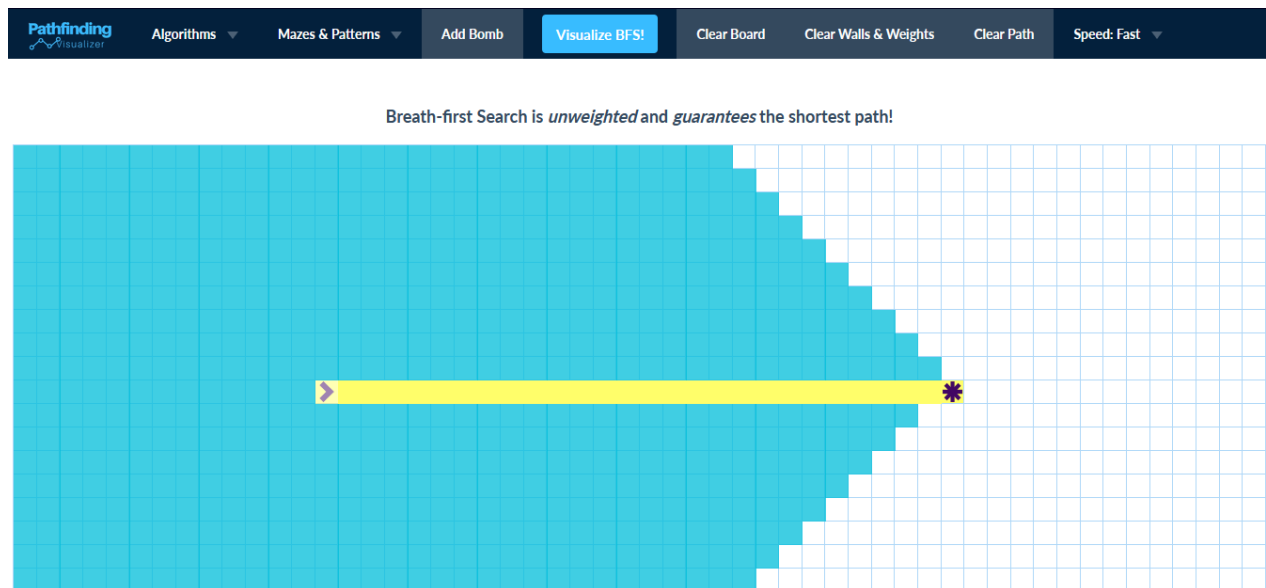 Pathfinding
Visualizer
Algorithms
Mazes & Patterns
Add Bomb
Visualize BFS!
Clear Board
Clear Walls & Weights
Clear Path
Speed: Fast
Breath-first Search is unweighted and guarantees the shortest path!